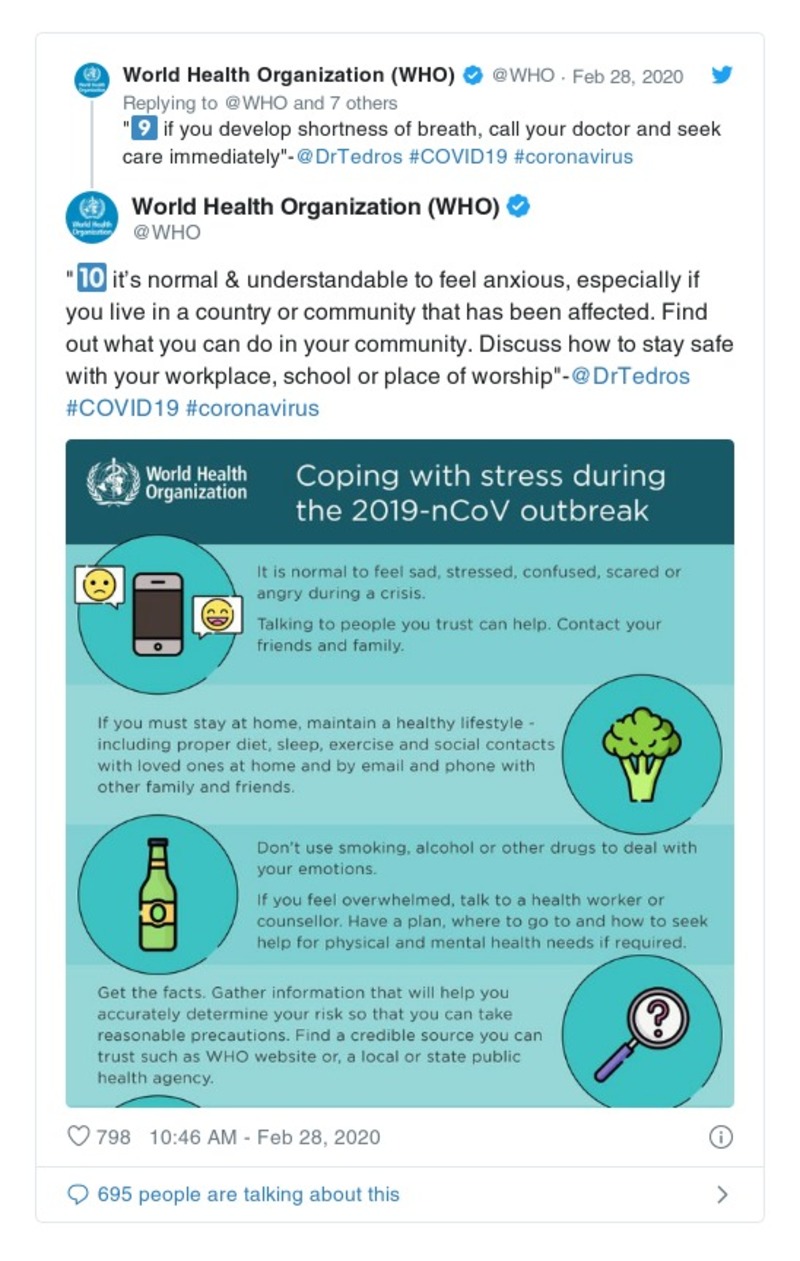 World Health Organization (WHO) @WHO · Feb 28, 2020
Replying to @WHO and 7 others
"9 if you develop shortness of breath, call your doctor and seek
care immediately"-@DrTedros #COVID19 #coronavirus
World Health Organization (WHO)
@WHO
"10 it’s normal & understandable to feel anxious, especially if
you live in a country or community that has been affected. Find
out what you can do in your community. Discuss how to stay safe
with your workplace, school or place of worship"-@DrTedros
#COVID19 #coronavirus
World Health
Organization
Coping with stress during
the 2019-nCoV outbreak
It is normal to feel sad, stressed, confused, scared or
angry during a crisis.
Talking to people you trust can help. Contact your
friends and family.
If you must stay at home, maintain a healthy lifestyle -
including proper diet, sleep, exercise and social contacts
with loved ones at home and by email and phone with
other family and friends.
Don't use smoking, alcohol or other drugs to deal with
your emotions.
If you feel overwhelmed, talk to a health worker or
counsellor. Have a plan, where to go to and how to seek
help for physical and mental health needs if required.
Get the facts. Gather information that will help you
accurately determine your risk so that you can take
reasonable precautions. Find a credible source you can
trust such as WHO website or, a local or state public
health agency.
?
798 10:46 AM - Feb 28, 2020
695 people are talking about this